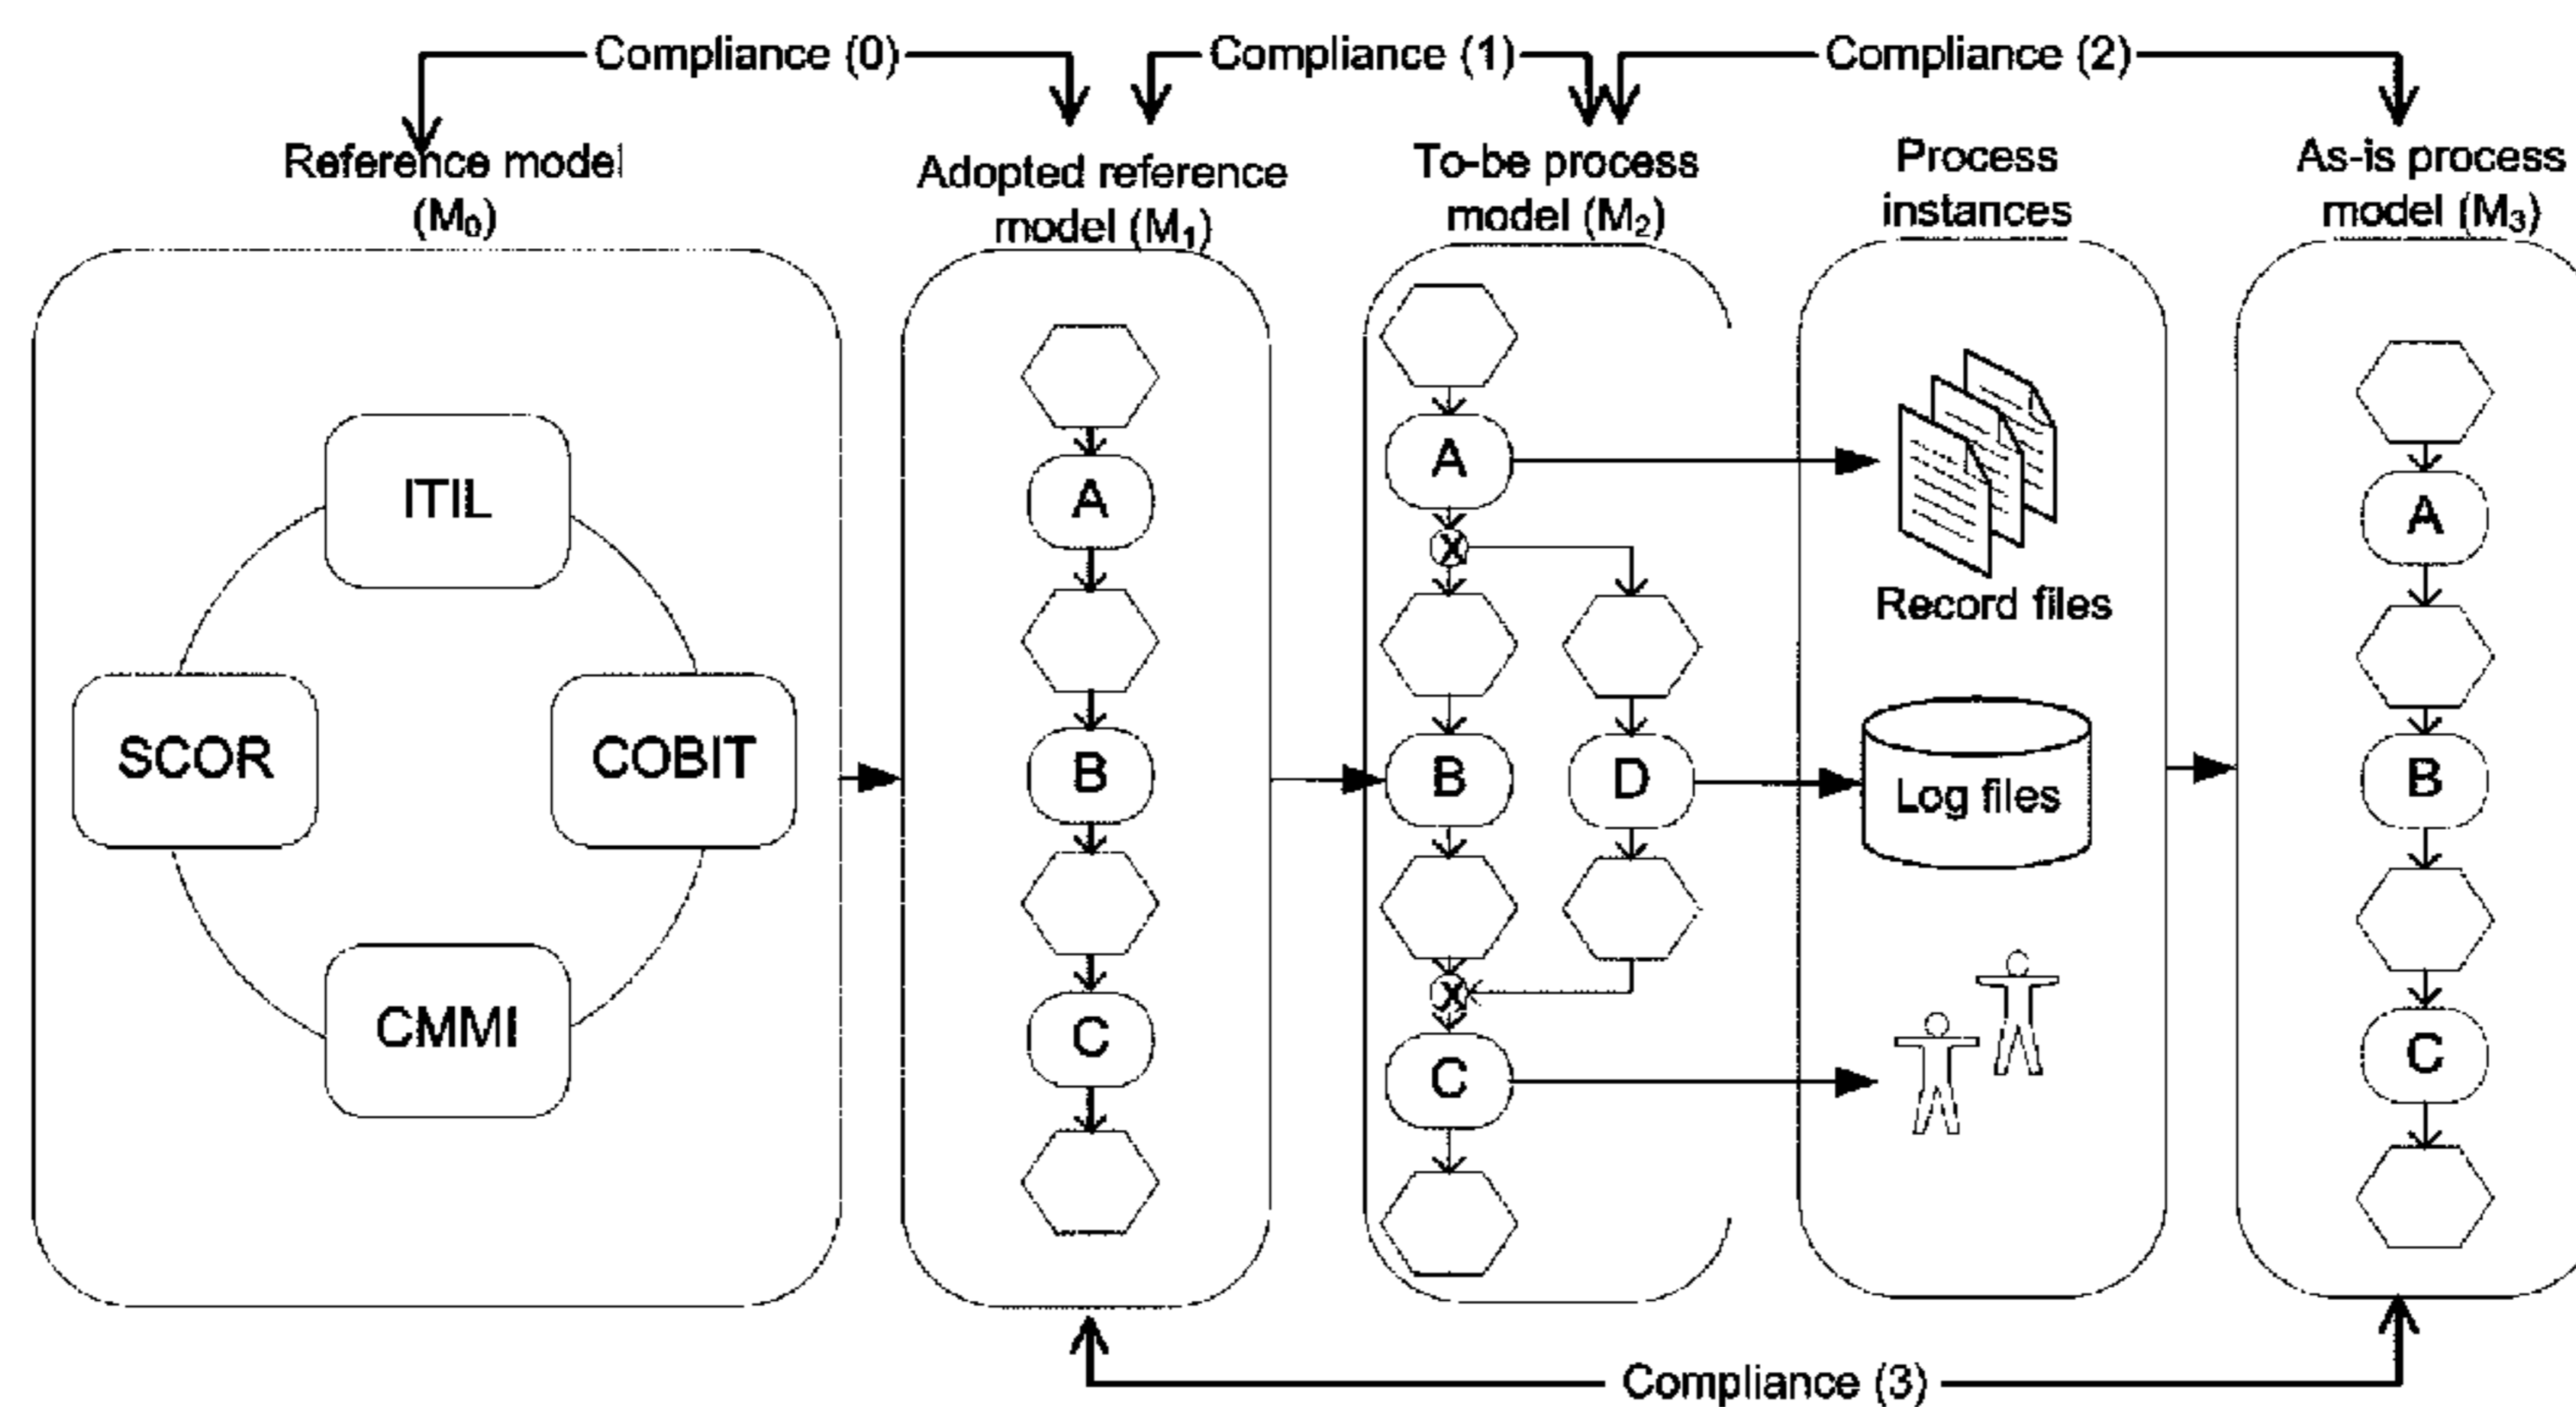 Compliance (0)
Compliance (1)
Compliance (2)
Reference model
(M₀)
Adopted reference
model (M₁)
To-be process
model (M₂)
Process
instances
As-is process
model (M₃)
ITIL
SCOR
COBIT
CMMI
A
B
C
A
X
B
D
X
C
Record files
Log files
A
B
C
Compliance (3)